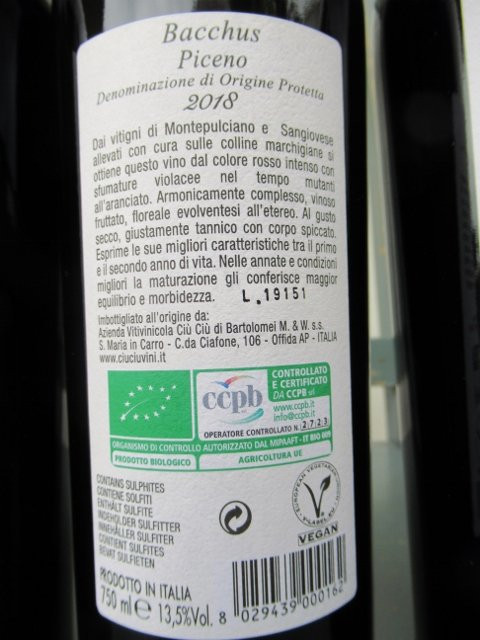 Bacchus
Piceno
Denominazione di Origine Protetta
2018
Dai vitigni di Montepulciano e Sangiovese
allevati con cura sulle colline marchigiane si
ottiene questo vino dal colore rosso intenso con
sfumature violacee nel tempo mutanti
all'aranciato. Armonicamente complesso, vinoso
fruttato, floreale evolventesi all'etereo. Al gusto
secco, giustamente tannico con corpo spiccato.
Esprime le sue migliori caratteristiche tra il primo
e il secondo anno di vita. Nelle annate e condizioni
migliori la maturazione gli conferisce maggior
equilibrio e morbidezza. L.19151
Imbottigliato all'origine da:
Azienda Vitivinicola Ciù Ciù di Bartolomei M. & W. s.s.
S. Maria in Carro - C.da Ciafone, 106 - Offida AP - ITALIA
www.ciuciuvini.it
ccpb
CONTROLLATO
E CERTIFICATO
DA CCPB srl
www.ccpb.it
info@ccpb.it
OPERATORE CONTROLLATO N. 2723
ORGANISMO DI CONTROLLO AUTORIZZATO DAL MIPAAFT - IT BIO 009
PRODOTTO BIOLOGICO AGRICOLTURA UE
CONTAINS SULPHITES
CONTIENE SOLFITI
ENTHÄLT SULFITE
INDEHOLDER SULFITTER
INNEHÅLLER SULFITER
CONTIENT SULFITES
BEVAT SULFIETEN
EUROPEAN VEGETARIAN
V-LABEL.EU
VEGAN
PRODOTTO IN ITALIA
750 ml e 13,5%Vol.
8 029439 000162